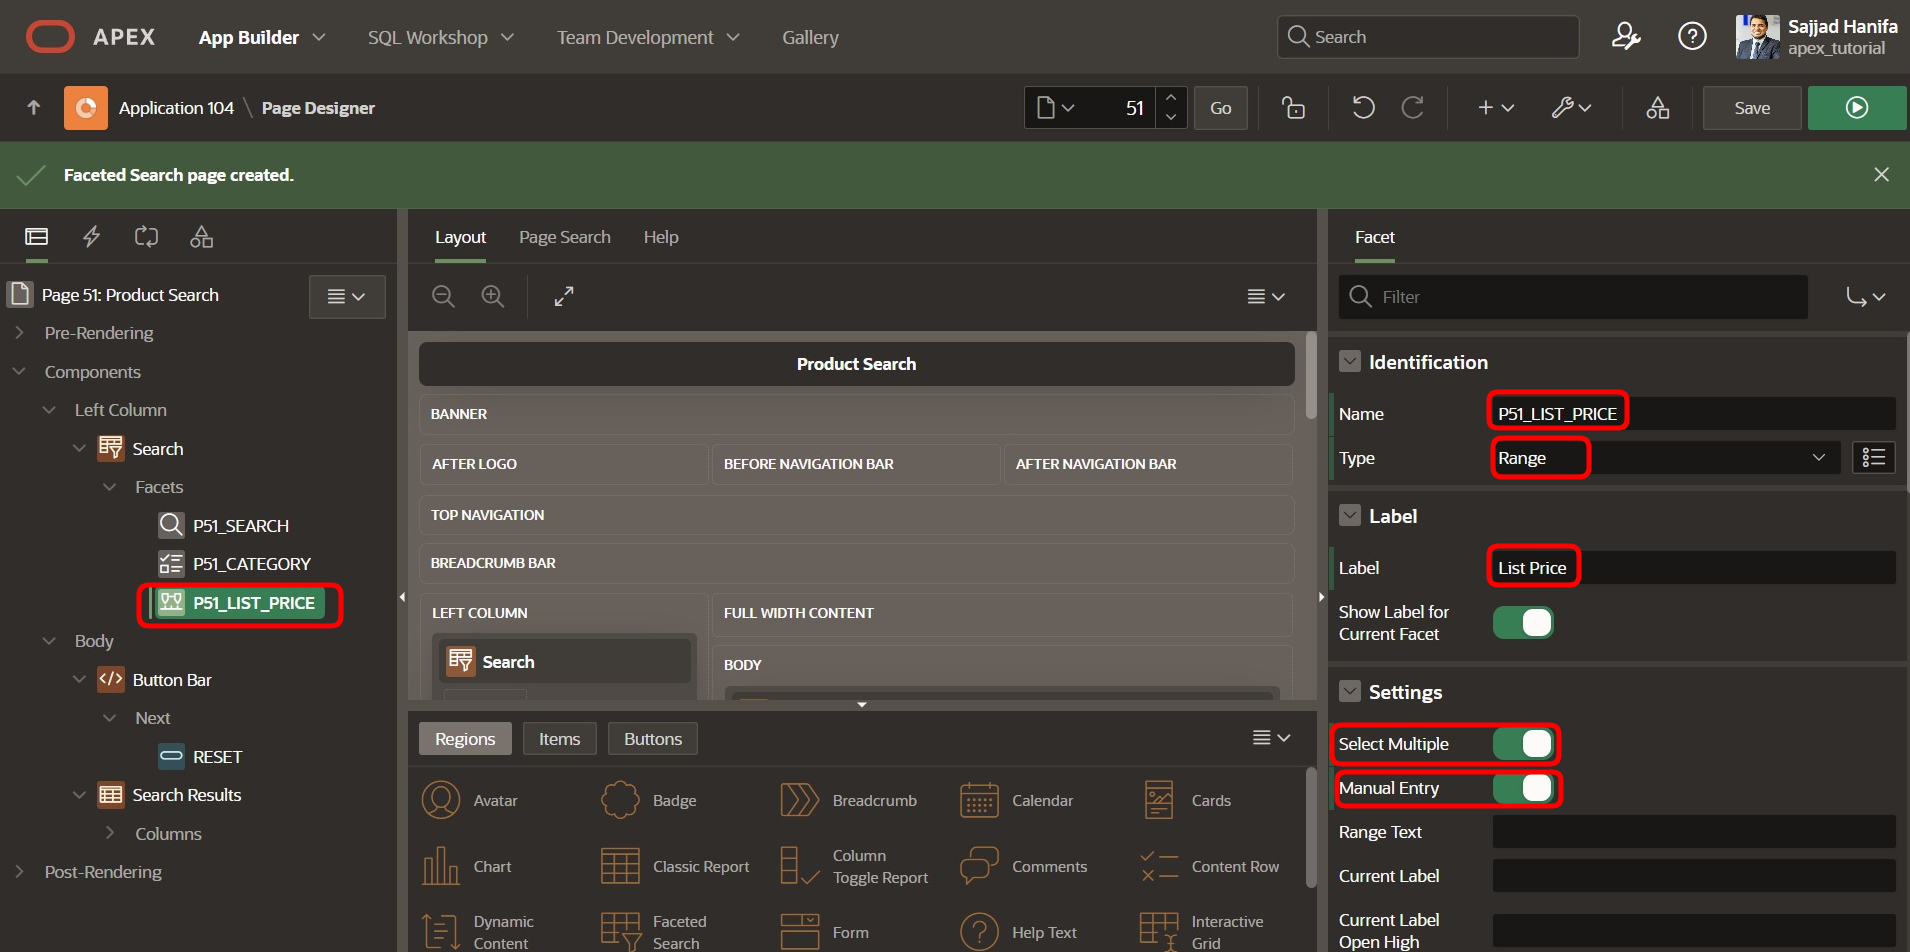 APEX App Builder SQL Workshop Team Development Gallery Search Sajjad Hanifa
apex_tutorial
Application 104 \ Page Designer 51 Go Save
Faceted Search page created.
Page 51: Product Search
Pre-Rendering
Components
Left Column
Search
Facets
P51_SEARCH
P51_CATEGORY
P51_LIST_PRICE
Body
Button Bar
Next
RESET
Search Results
Columns
Post-Rendering
Layout Page Search Help
Product Search
BANNER
AFTER LOGO BEFORE NAVIGATION BAR AFTER NAVIGATION BAR
TOP NAVIGATION
BREADCRUMB BAR
LEFT COLUMN FULL WIDTH CONTENT
Search
BODY
Regions Items Buttons
Avatar Badge Breadcrumb Calendar Cards
Chart Classic Report Column
Toggle Report Comments Content Row
Dynamic
Content Faceted
Search Form Help Text Interactive
Grid
Facet
Filter
Identification
Name P51_LIST_PRICE
Type Range
Label
Label List Price
Show Label for
Current Facet
Settings
Select Multiple
Manual Entry
Range Text
Current Label
Current Label
Open High